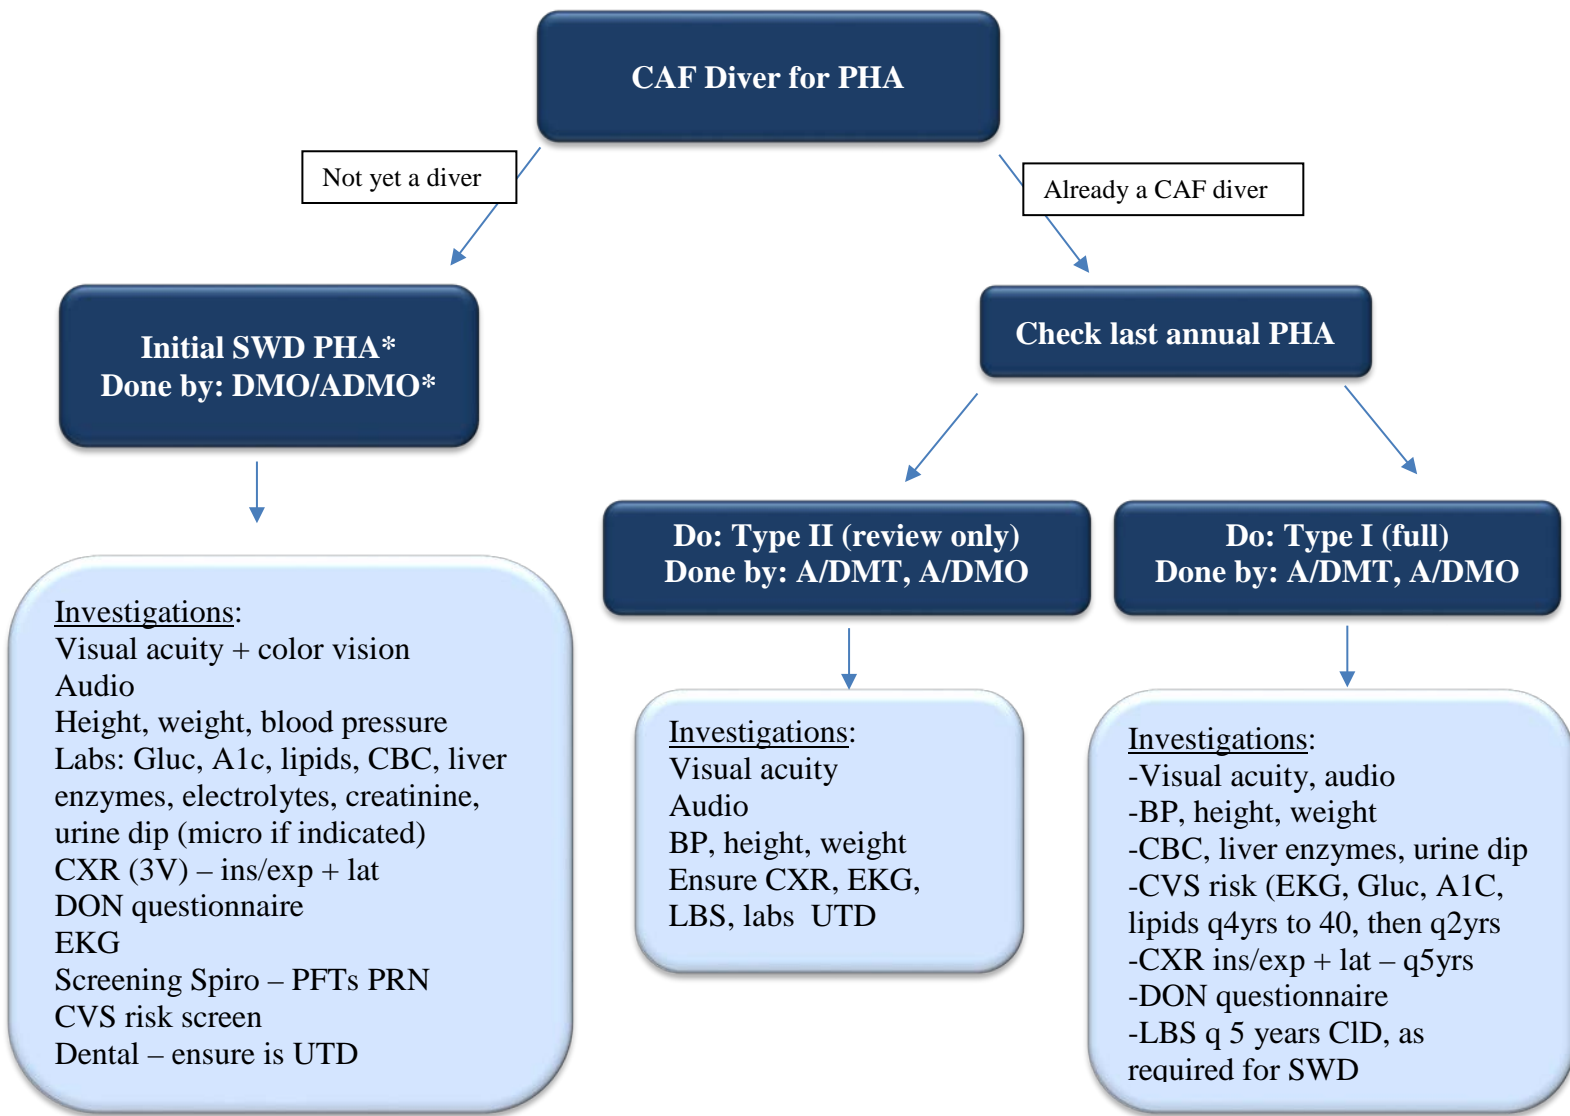 CAF Diver for PHA
Not yet a diver
Already a CAF diver
Initial SWD PHA*
Done by: DMO/ADMO*
Check last annual PHA
Do: Type II (review only)
Done by: A/DMT, A/DMO
Do: Type I (full)
Done by: A/DMT, A/DMO
Investigations:
Visual acuity + color vision
Audio
Height, weight, blood pressure
Labs: Gluc, A1c, lipids, CBC, liver
enzymes, electrolytes, creatinine,
urine dip (micro if indicated)
CXR (3V) – ins/exp + lat
DON questionnaire
EKG
Screening Spiro – PFTs PRN
CVS risk screen
Dental – ensure is UTD
Investigations:
Visual acuity
Audio
BP, height, weight
Ensure CXR, EKG,
LBS, labs UTD
Investigations:
-Visual acuity, audio
-BP, height, weight
-CBC, liver enzymes, urine dip
-CVS risk (EKG, Gluc, A1C,
lipids q4yrs to 40, then q2yrs
-CXR ins/exp + lat – q5yrs
-DON questionnaire
-LBS q 5 years ClD, as
required for SWD